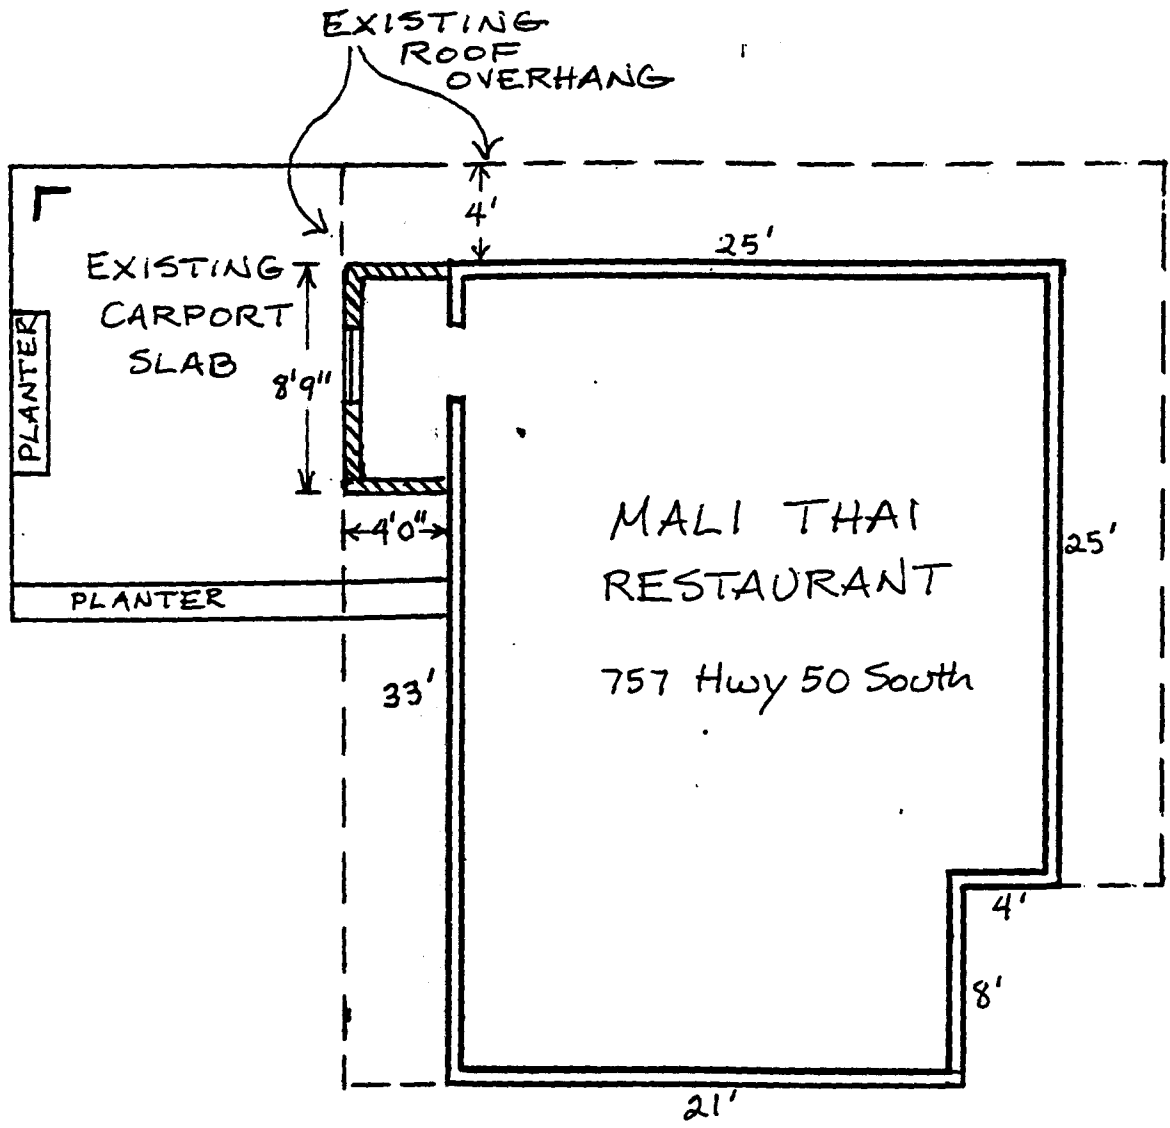 EXISTING
ROOF
OVERHANG
4'
25'
EXISTING
CARPORT
SLAB
8'9"
PLANTER
4'0"
MALI THAI
RESTAURANT
25'
PLANTER
757 Hwy 50 South
33'
4'
8'
21'